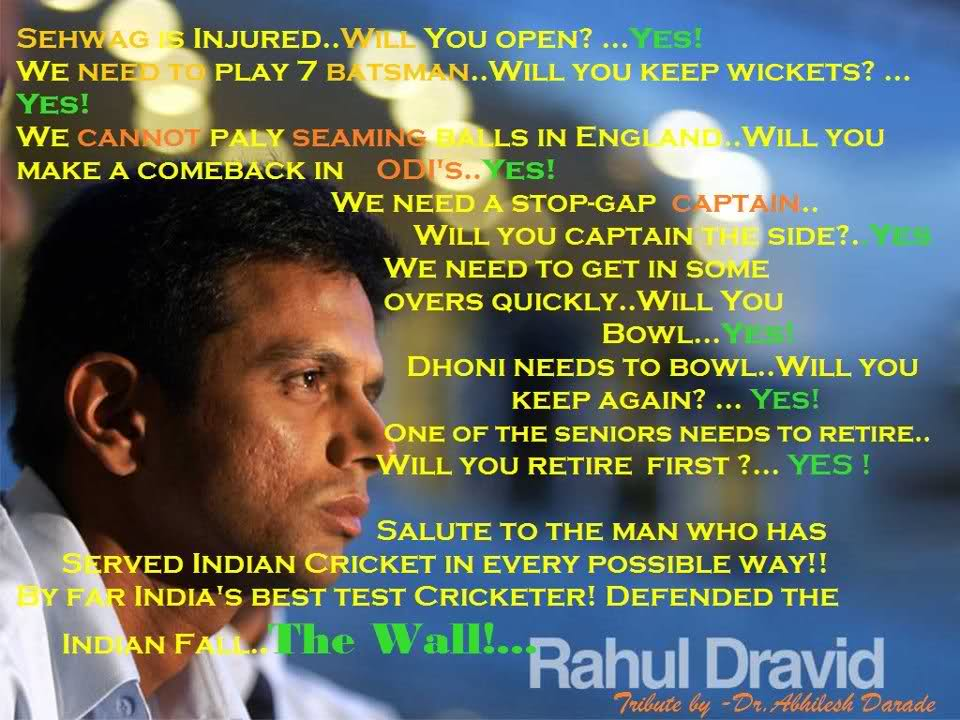 Sehwag is Injured..Will You open? ...Yes!
We need to play 7 batsman..Will you keep wickets? ...
Yes!
We cannot paly seaming balls in England..Will you
make a comeback in ODI's..Yes!
We need a stop-gap captain..
Will you captain the side?..Yes
We need to get in some
overs quickly..Will You
Bowl...Yes!
Dhoni needs to bowl..Will you
keep again? ... Yes!
One of the seniors needs to retire..
Will you retire first ?... YES !
Salute to the man who has
Served Indian Cricket in every possible way!!
By far India's best test Cricketer! Defended the
Indian Fall..The Wall!...
Rahul Dravid
Tribute by -Dr.Abhilesh Darade